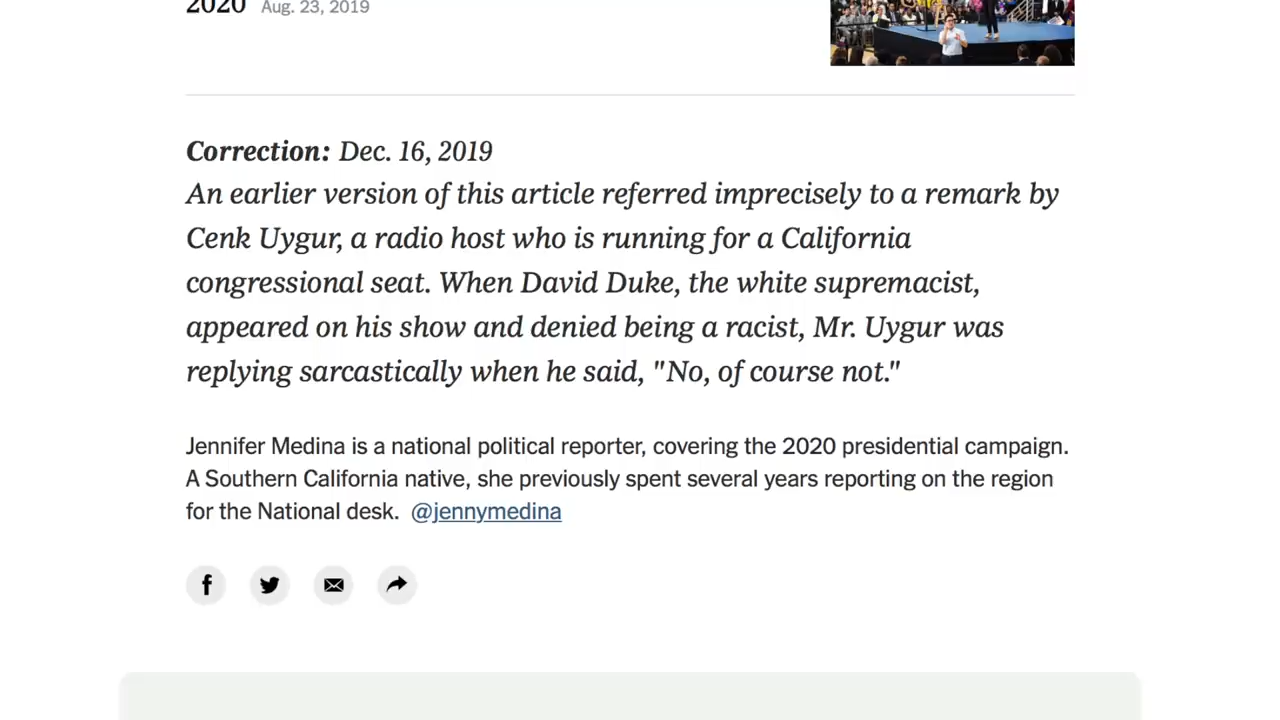 2020 Aug. 23, 2019
Correction: Dec. 16, 2019
An earlier version of this article referred imprecisely to a remark by
Cenk Uygur, a radio host who is running for a California
congressional seat. When David Duke, the white supremacist,
appeared on his show and denied being a racist, Mr. Uygur was
replying sarcastically when he said, "No, of course not."
Jennifer Medina is a national political reporter, covering the 2020 presidential campaign.
A Southern California native, she previously spent several years reporting on the region
for the National desk. @jennymedina